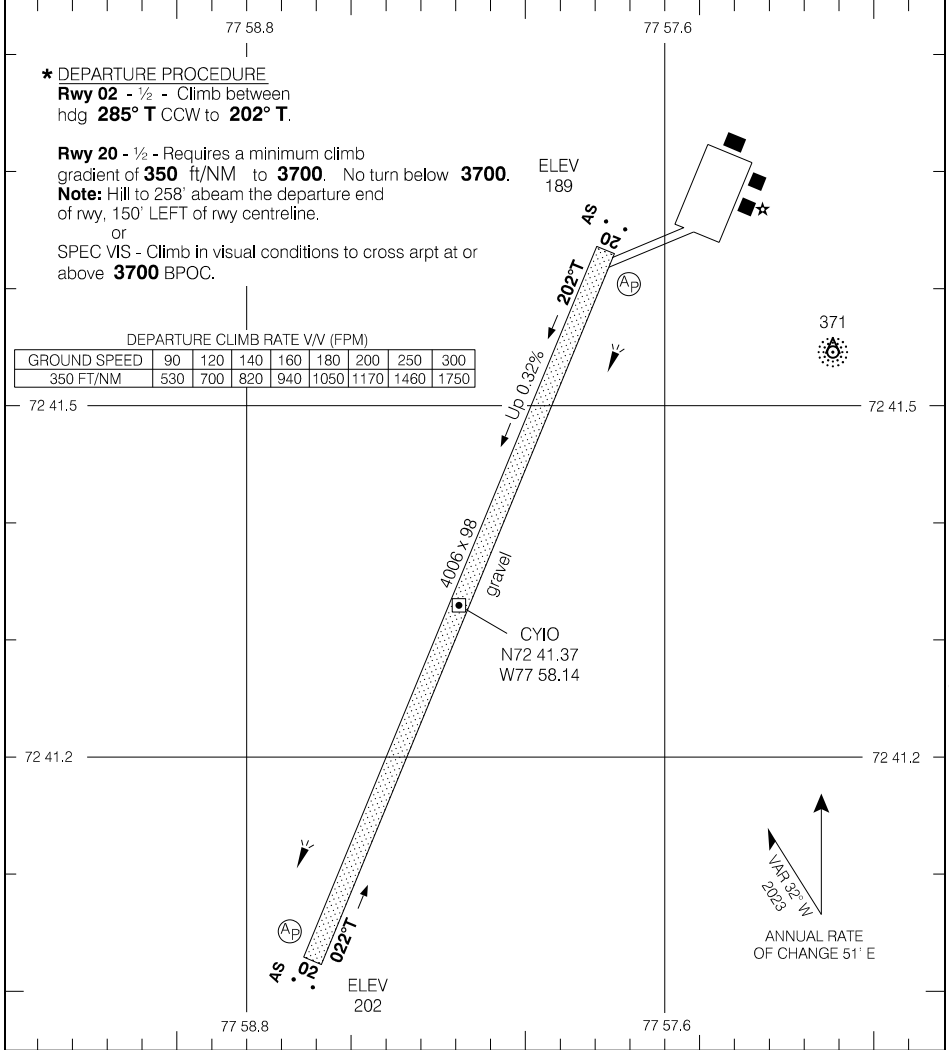 77 58.8
77 57.6
* DEPARTURE PROCEDURE
Rwy 02 - ½ - Climb between
hdg 285° T CCW to 202° T.
Rwy 20 - ½ - Requires a minimum climb
gradient of 350 ft/NM to 3700. No turn below 3700.
Note: Hill to 258' abeam the departure end
of rwy, 150' LEFT of rwy centreline.
or
SPEC VIS - Climb in visual conditions to cross arpt at or
above 3700 BPOC.
ELEV
189
AS
20
202°T
AP
371
A
DEPARTURE CLIMB RATE V/V (FPM)
GROUND SPEED 90 120 140 160 180 200 250 300
350 FT/NM 530 700 820 940 1050 1170 1460 1750
Up 0.32%
72 41.5
72 41.5
4006 x 98
gravel
CYIO
N72 41.37
W77 58.14
72 41.2
72 41.2
VAR 32° W
2023
ANNUAL RATE
OF CHANGE 51' E
AP
022°T
AS
02
ELEV
202
77 58.8
77 57.6